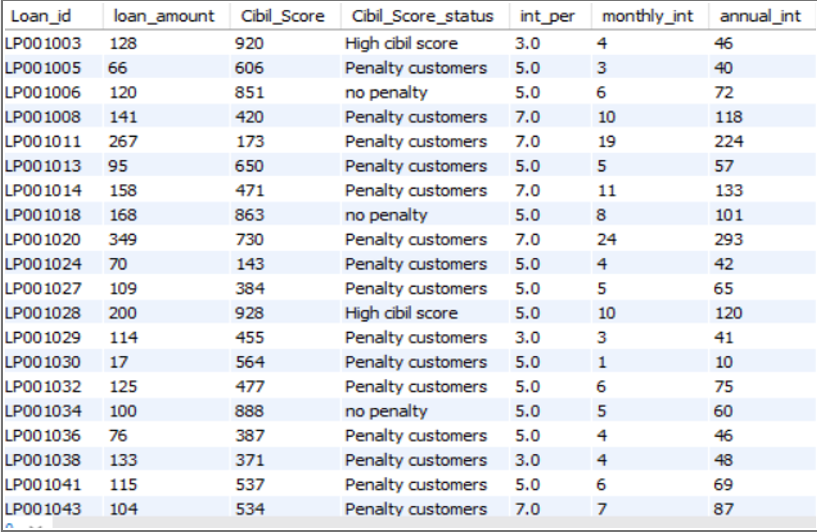 Loan_id loan_amount Cibil_Score Cibil_Score_status int_per monthly_int annual_int
LP001003 128 920 High cibil score 3.0 4 46
LP001005 66 606 Penalty customers 5.0 3 40
LP001006 120 851 no penalty 5.0 6 72
LP001008 141 420 Penalty customers 7.0 10 118
LP001011 267 173 Penalty customers 7.0 19 224
LP001013 95 650 Penalty customers 5.0 5 57
LP001014 158 471 Penalty customers 7.0 11 133
LP001018 168 863 no penalty 5.0 8 101
LP001020 349 730 Penalty customers 7.0 24 293
LP001024 70 143 Penalty customers 5.0 4 42
LP001027 109 384 Penalty customers 5.0 5 65
LP001028 200 928 High cibil score 5.0 10 120
LP001029 114 455 Penalty customers 3.0 3 41
LP001030 17 564 Penalty customers 5.0 1 10
LP001032 125 477 Penalty customers 5.0 6 75
LP001034 100 888 no penalty 5.0 5 60
LP001036 76 387 Penalty customers 5.0 4 46
LP001038 133 371 Penalty customers 3.0 4 48
LP001041 115 537 Penalty customers 5.0 6 69
LP001043 104 534 Penalty customers 7.0 7 87